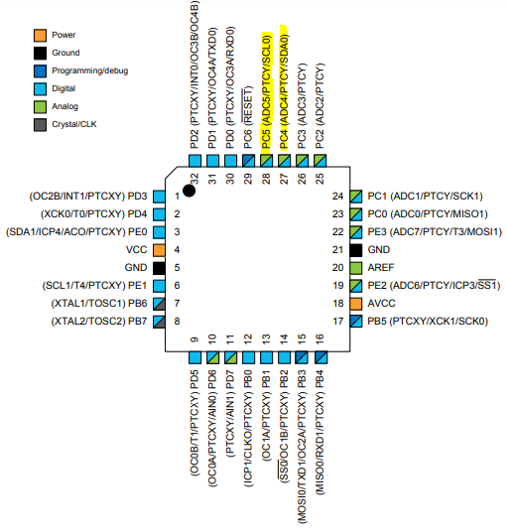 Power
Ground
Programming/debug
Digital
Analog
Crystal/CLK
PD2 (PTCXY/INT0/OC3B/OC4B)
PD1 (PTCXY/OC4A/TXD0)
PD0 (PTCXY/OC3A/RXD0)
PC6 (RESET)
PC5 (ADC5/PTCY/SCL0)
PC4 (ADC4/PTCY/SDA0)
PC3 (ADC3/PTCY)
PC2 (ADC2/PTCY)
32
31
30
29
28
27
26
25
(OC2B/INT1/PTCXY) PD3 1
(XCK0/T0/PTCXY) PD4 2
(SDA1/ICP4/ACO/PTCXY) PE0 3
VCC 4
GND 5
(SCL1/T4/PTCXY) PE1 6
(XTAL1/TOSC1) PB6 7
(XTAL2/TOSC2) PB7 8
24 PC1 (ADC1/PTCY/SCK1)
23 PC0 (ADC0/PTCY/MISO1)
22 PE3 (ADC7/PTCY/T3/MOSI1)
21 GND
20 AREF
19 PE2 (ADC6/PTCY/ICP3/SS1)
18 AVCC
17 PB5 (PTCXY/XCK1/SCK0)
9
10
11
12
13
14
15
16
(OC0B/T1/PTCXY) PD5
(OC0A/PTCXY/AIN0) PD6
(PTCXY/AIN1) PD7
(ICP1/CLKO/PTCXY) PB0
(OC1A/PTCXY) PB1
(SS0/OC1B/PTCXY) PB2
(MOSI0/TXD1/OC2A/PTCXY) PB3
(MISO0/RXD1/PTCXY) PB4